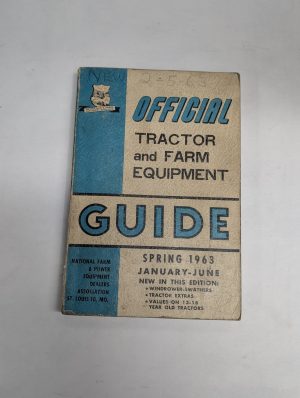 NEW 2-5-63
OFFICIAL
TRACTOR
and FARM
EQUIPMENT
GUIDE
SPRING 1963
JANUARY-JUNE
NEW IN THIS EDITION:
• WINDROWER-SWATHERS
• TRACTOR EXTRAS
• VALUES ON 13-18
YEAR OLD TRACTORS
NATIONAL FARM
& POWER
EQUIPMENT
DEALERS
ASSOCIATION
ST. LOUIS 10, MO.